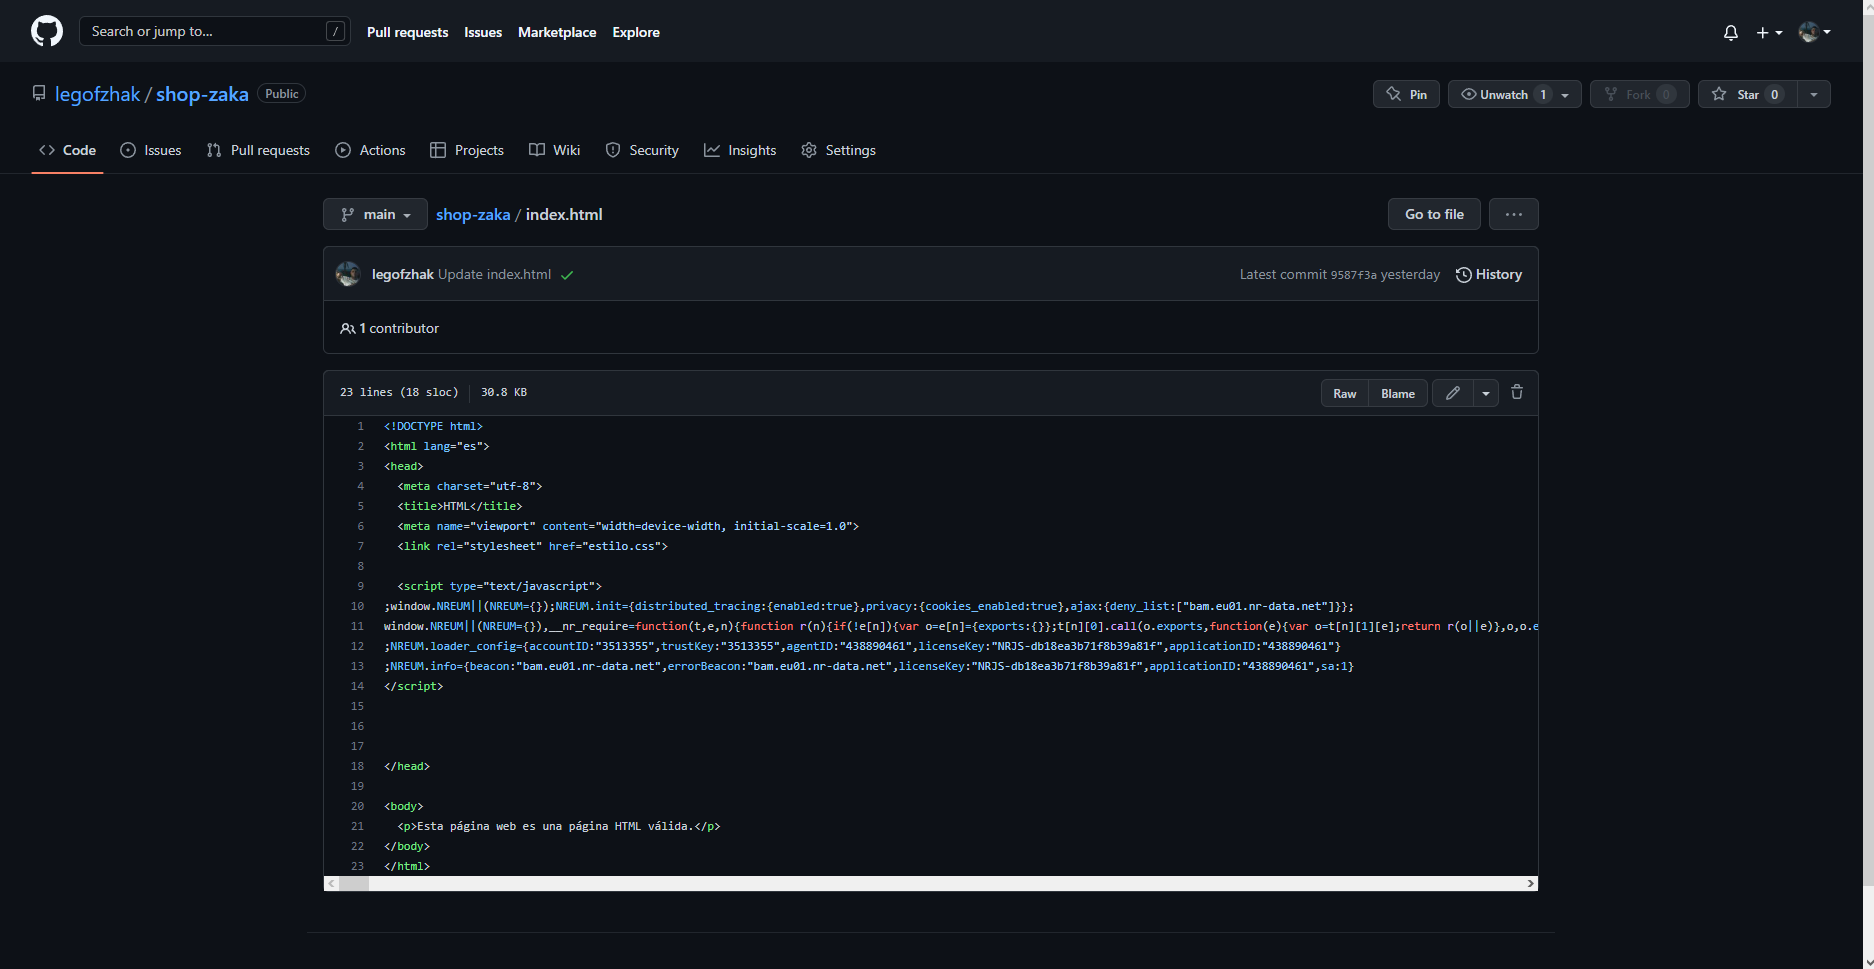 Search or jump to... /
Pull requests Issues Marketplace Explore
legofzhak / shop-zaka Public
Pin Unwatch 1 Fork 0 Star 0
Code Issues Pull requests Actions Projects Wiki Security Insights Settings
main shop-zaka / index.html Go to file ...
legofzhak Update index.html Latest commit 9587f3a yesterday History
1 contributor
23 lines (18 sloc) 30.8 KB Raw Blame
1 <!DOCTYPE html>
2 <html lang="es">
3 <head>
4 <meta charset="utf-8">
5 <title>HTML</title>
6 <meta name="viewport" content="width=device-width, initial-scale=1.0">
7 <link rel="stylesheet" href="estilo.css">
8
9 <script type="text/javascript">
10 ;window.NREUM||(NREUM={});NREUM.init={distributed_tracing:{enabled:true},privacy:{cookies_enabled:true},ajax:{deny_list:["bam.eu01.nr-data.net"]}};
11 window.NREUM||(NREUM={}),__nr_require=function(t,e,n){function r(n){if(!e[n]){var o=e[n]={exports:{}};t[n][0].call(o.exports,function(e){var o=t[n][1][e];return r(o||e)},o,o.e
12 ;NREUM.loader_config={accountID:"3513355",trustKey:"3513355",agentID:"438890461",licenseKey:"NRJS-db18ea3b71f8b39a81f",applicationID:"438890461"}
13 ;NREUM.info={beacon:"bam.eu01.nr-data.net",errorBeacon:"bam.eu01.nr-data.net",licenseKey:"NRJS-db18ea3b71f8b39a81f",applicationID:"438890461",sa:1}
14 </script>
15
16
17
18 </head>
19
20 <body>
21 <p>Esta página web es una página HTML válida.</p>
22 </body>
23 </html>